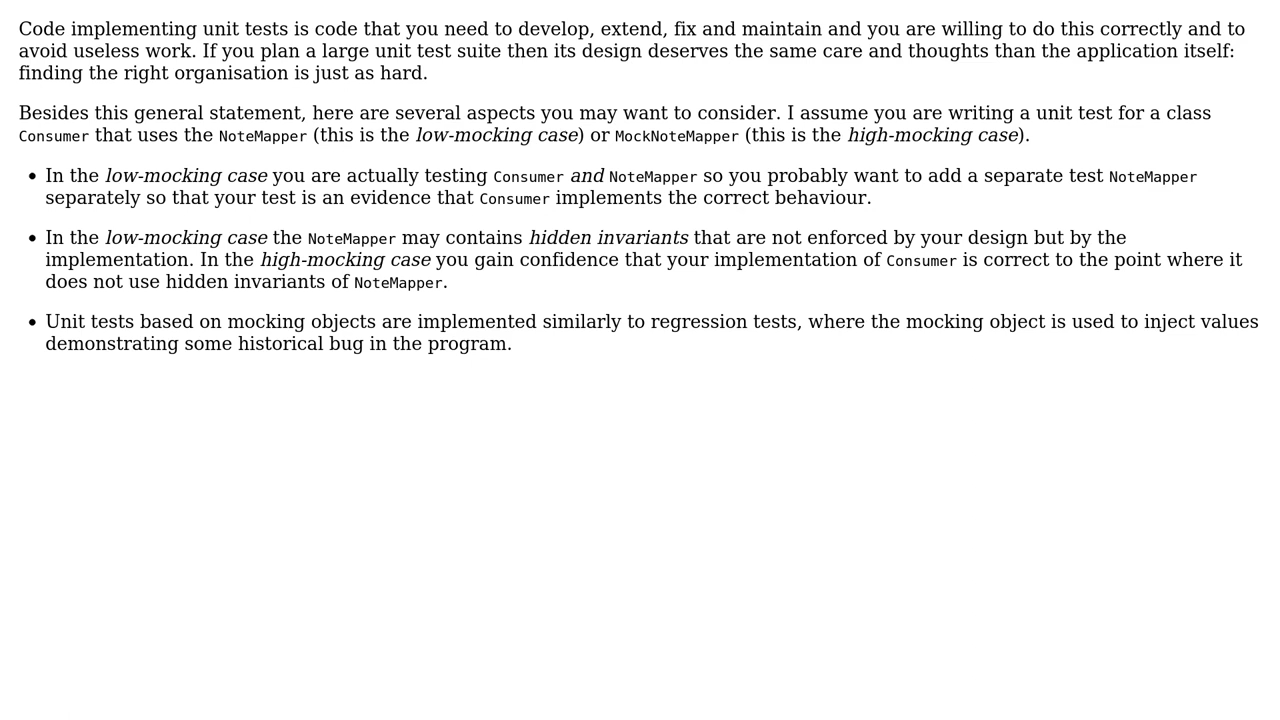 Code implementing unit tests is code that you need to develop, extend, fix and maintain and you are willing to do this correctly and to
avoid useless work. If you plan a large unit test suite then its design deserves the same care and thoughts than the application itself:
finding the right organisation is just as hard.
Besides this general statement, here are several aspects you may want to consider. I assume you are writing a unit test for a class
Consumer that uses the NoteMapper (this is the low-mocking case) or MockNoteMapper (this is the high-mocking case).
• In the low-mocking case you are actually testing Consumer and NoteMapper so you probably want to add a separate test NoteMapper
separately so that your test is an evidence that Consumer implements the correct behaviour.
• In the low-mocking case the NoteMapper may contains hidden invariants that are not enforced by your design but by the
implementation. In the high-mocking case you gain confidence that your implementation of Consumer is correct to the point where it
does not use hidden invariants of NoteMapper.
• Unit tests based on mocking objects are implemented similarly to regression tests, where the mocking object is used to inject values
demonstrating some historical bug in the program.